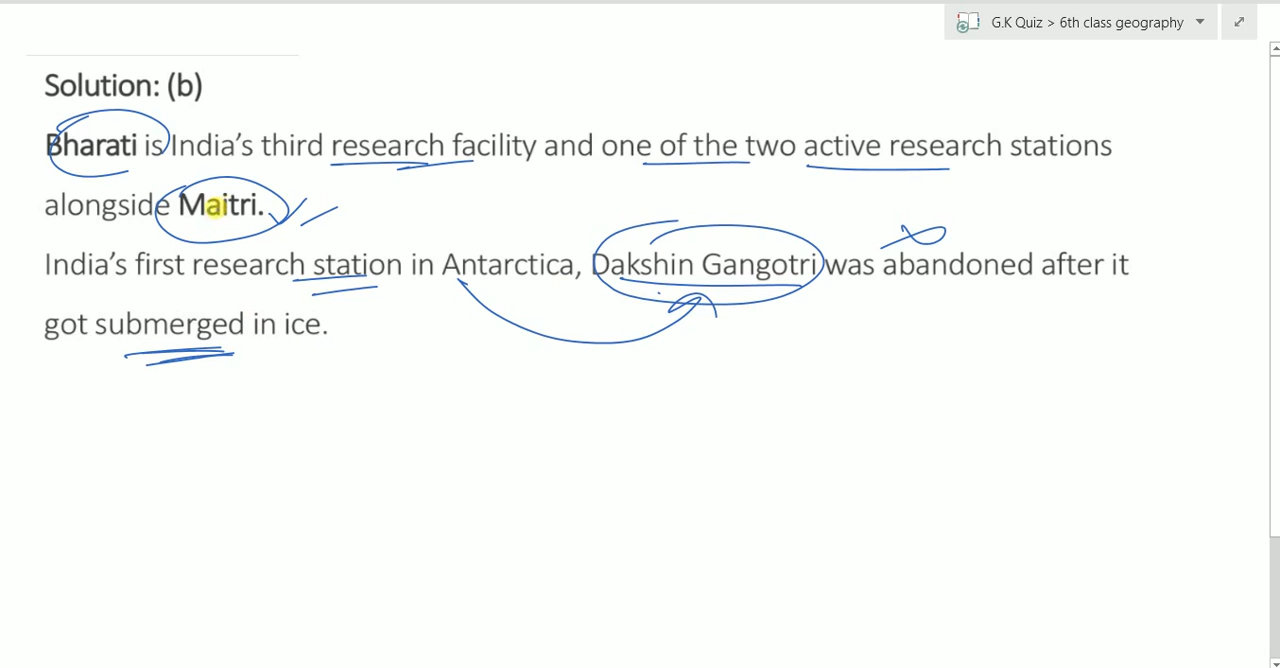 G.K Quiz > 6th class geography
Solution: (b)
Bharati is India’s third research facility and one of the two active research stations
alongside Maitri.
India’s first research station in Antarctica, Dakshin Gangotri was abandoned after it
got submerged in ice.